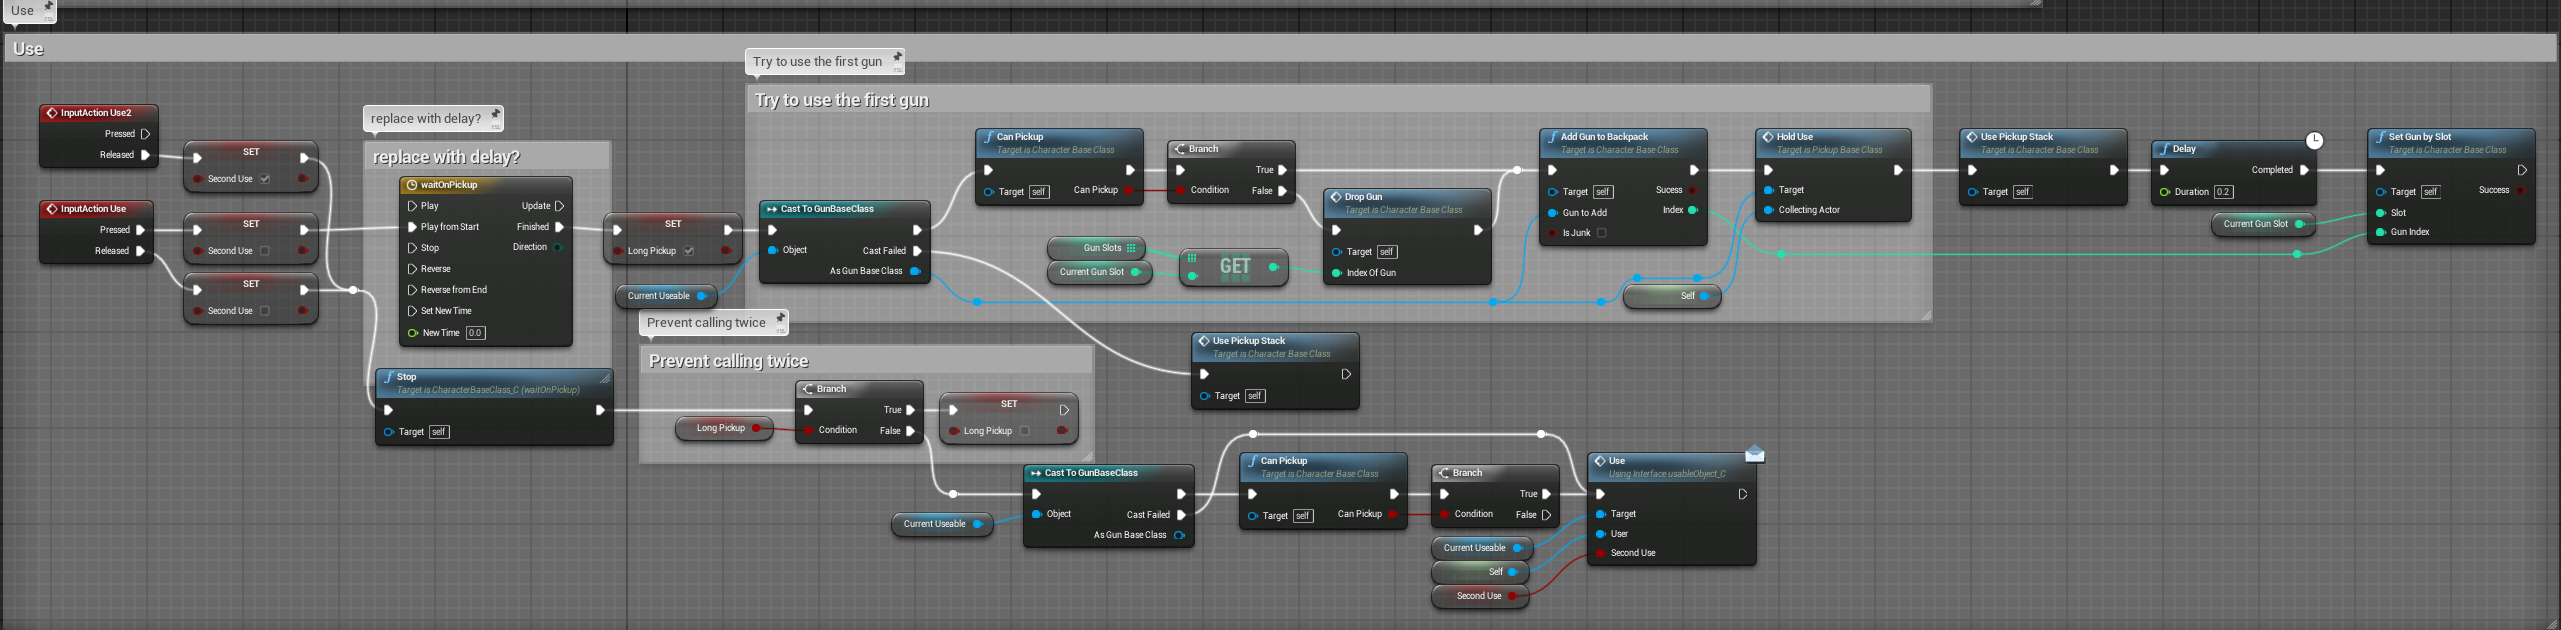 Use
Use
Try to use the first gun
Try to use the first gun
InputAction Use2
Pressed
Released
SET
Second Use
InputAction Use
Pressed
Released
SET
Second Use
SET
Second Use
replace with delay?
replace with delay?
waitOnPickup
Play
Update
Play from Start
Finished
Stop
Direction
Reverse
Reverse from End
Set New Time
New Time 0.0
Stop
Target is CharacterBaseClass_C (waitOnPickup)
Target self
SET
Long Pickup
Current Useable
Cast To GunBaseClass
Object
Cast Failed
As Gun Base Class
Can Pickup
Target is Character Base Class
Target self
Can Pickup
Branch
True
Condition
False
Gun Slots
Current Gun Slot
GET
Drop Gun
Target is Character Base Class
Target self
Index Of Gun
Add Gun to Backpack
Target is Character Base Class
Target self
Sucess
Gun to Add
Index
Is Junk
Hold Use
Target is Pickup Base Class
Target
Collecting Actor
Self
Use Pickup Stack
Target is Character Base Class
Target self
Delay
Completed
Duration 0.2
Current Gun Slot
Set Gun by Slot
Target is Character Base Class
Target self
Success
Slot
Gun Index
Prevent calling twice
Prevent calling twice
Long Pickup
Branch
True
Condition
False
SET
Long Pickup
Use Pickup Stack
Target is Character Base Class
Target self
Current Useable
Cast To GunBaseClass
Object
Cast Failed
As Gun Base Class
Can Pickup
Target is Character Base Class
Target self
Can Pickup
Branch
True
Condition
False
Current Useable
Self
Second Use
Use
Using Interface usableObject_C
Target
User
Second Use